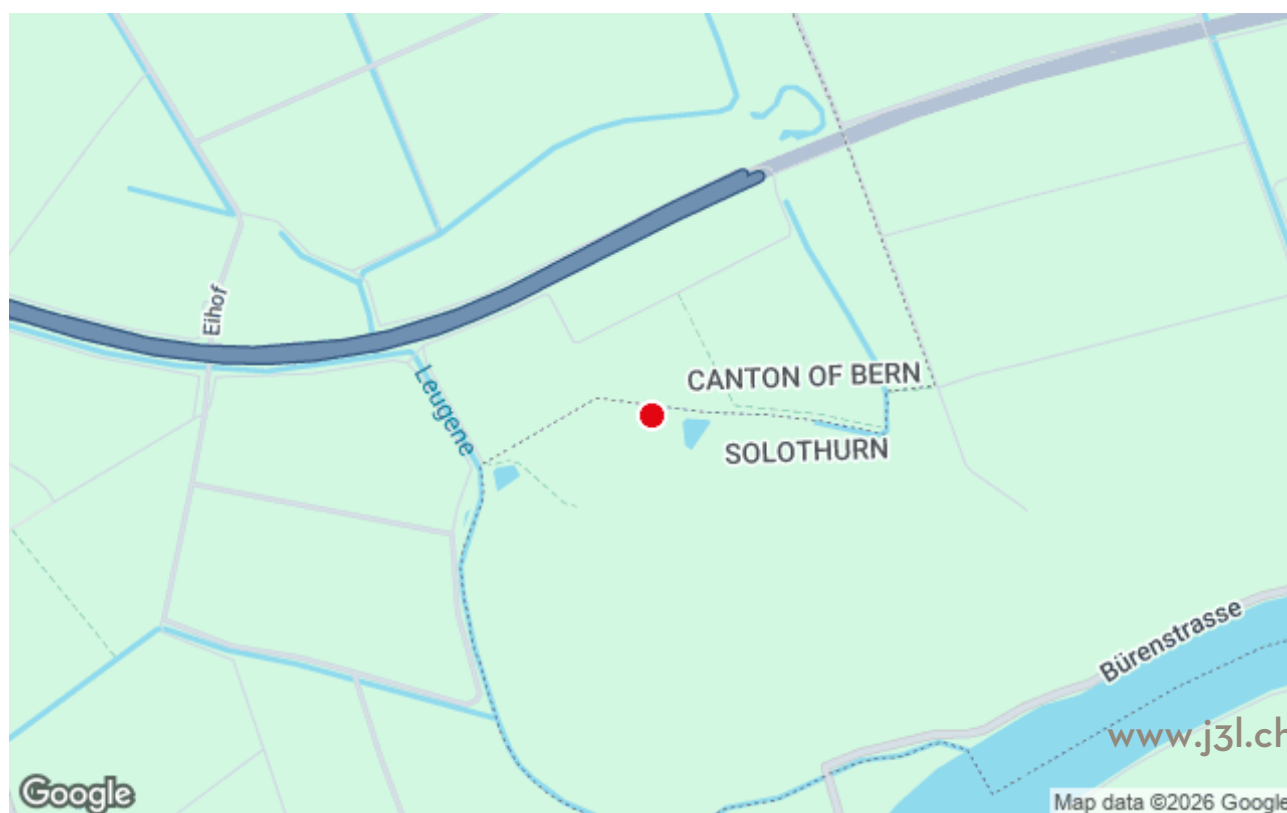 Eihof
Leugene
CANTON OF BERN
SOLOTHURN
Bürenstrasse
www.j3l.ch
Google
Map data ©2026 Google